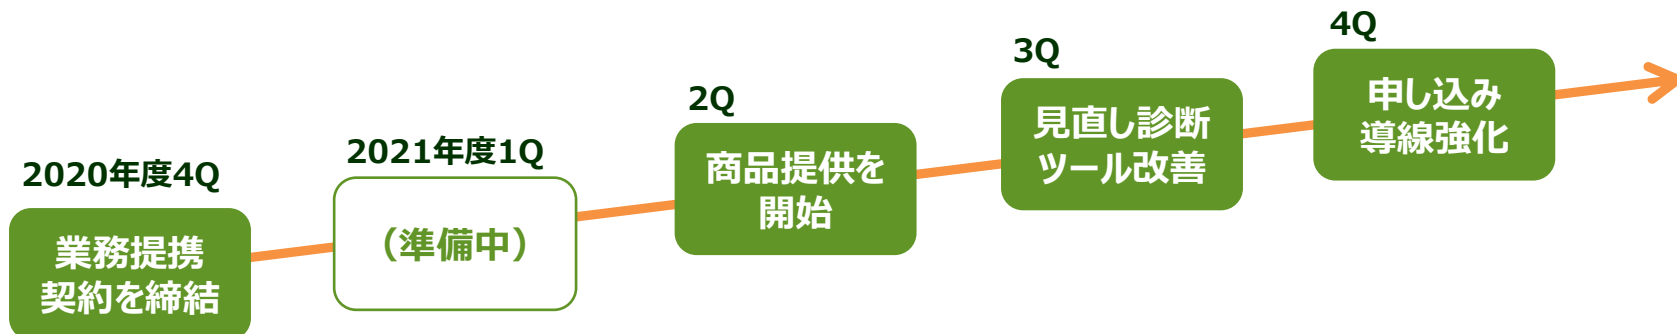 2020年度4Q
業務提携
契約を締結
2021年度1Q
（準備中）
2Q
商品提供を
開始
3Q
見直し診断
ツール改善
4Q
申し込み
導線強化